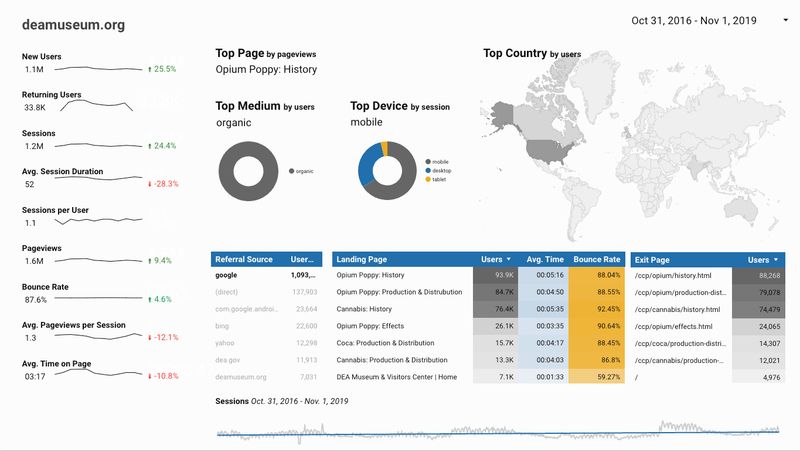 deamuseum.org
Oct 31, 2016 - Nov 1, 2019
New Users
1.1M 25.5%
Returning Users
33.8K
Sessions
1.2M 24.4%
Avg. Session Duration
52 -28.3%
Sessions per User
1.1
Pageviews
1.6M 9.4%
Bounce Rate
87.6% 4.6%
Avg. Pageviews per Session
1.3 -12.1%
Avg. Time on Page
03:17 -10.8%
Top Page by pageviews
Opium Poppy: History
Top Medium by users
organic
organic
Top Device by session
mobile
mobile
desktop
tablet
Top Country by users
Referral Source User...
google 1,093,...
(direct) 137,903
com.google.androi... 23,664
bing 22,600
yahoo 12,298
dea.gov 11,913
deamuseum.org 7,031
Landing Page Users Avg. Time Bounce Rate
Opium Poppy: History 93.9K 00:05:16 88.04%
Opium Poppy: Production & Distrubution 84.7K 00:04:50 88.55%
Cannabis: History 76.4K 00:05:35 92.45%
Opium Poppy: Effects 26.1K 00:03:35 90.64%
Coca: Production & Distribution 15.7K 00:04:17 88.45%
Cannabis: Production & Distribution 13.3K 00:04:03 86.8%
DEA Museum & Visitors Center | Home 7.1K 00:01:33 59.27%
Exit Page Users
/ccp/opium/history.html 88,268
/ccp/opium/production-dist... 79,078
/ccp/cannabis/history.html 74,479
/ccp/opium/effects.html 24,065
/ccp/coca/production-distri... 14,307
/ccp/cannabis/production-... 12,021
/ 4,976
Sessions Oct. 31, 2016 - Nov. 1, 2019